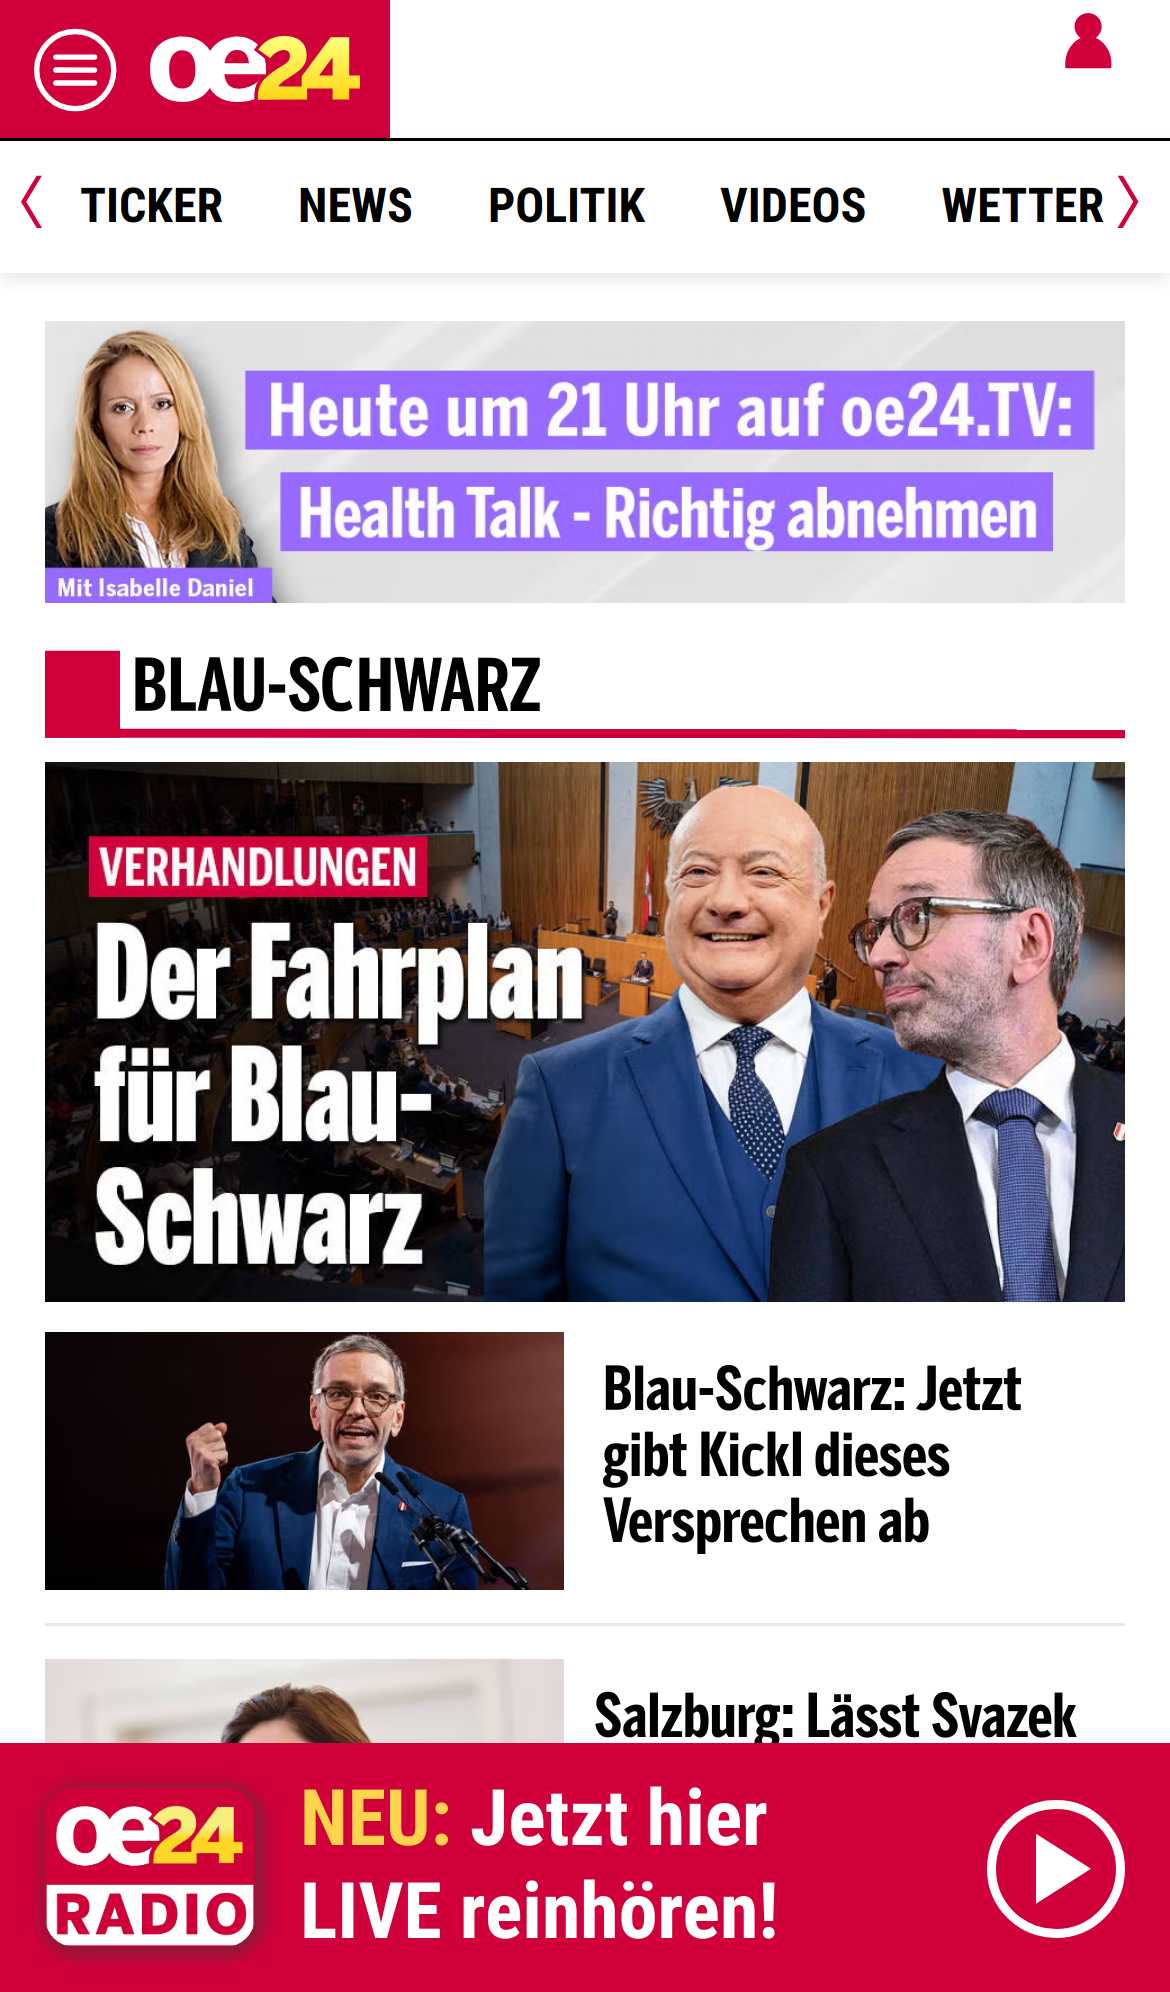 oe24
TICKER NEWS POLITIK VIDEOS WETTER
Heute um 21 Uhr auf oe24.TV:
Health Talk - Richtig abnehmen
Mit Isabelle Daniel
BLAU-SCHWARZ
VERHANDLUNGEN
Der Fahrplan
für Blau-
Schwarz
Blau-Schwarz: Jetzt
gibt Kickl dieses
Versprechen ab
Salzburg: Lässt Svazek
oe24
RADIO
NEU: Jetzt hier
LIVE reinhören!